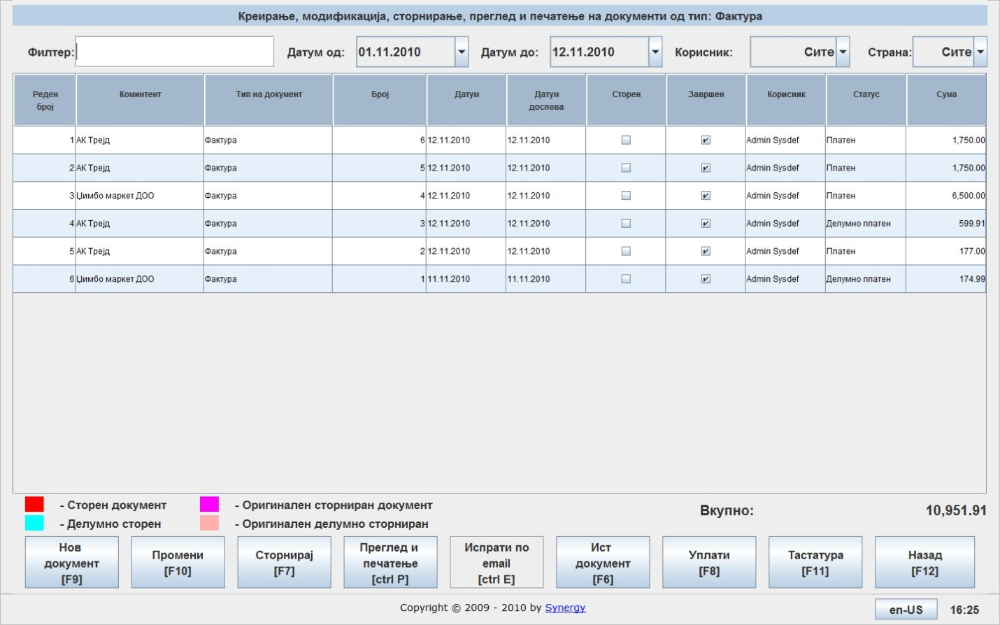 Креирање, модификација, сторнирање, преглед и печатење на документи од тип: Фактура
Филтер: Датум од: 01.11.2010 Датум до: 12.11.2010 Корисник: Сите Страна: Сите
Реден број Коминтент Тип на документ Број Датум Датум доспева Сторен Завршен Корисник Статус Сума
1 АК Трејд Фактура 6 12.11.2010 12.11.2010 Admin Sysdef Платен 1,750.00
2 АК Трејд Фактура 5 12.11.2010 12.11.2010 Admin Sysdef Платен 1,750.00
3 Џимбо маркет ДОО Фактура 4 12.11.2010 12.11.2010 Admin Sysdef Платен 6,500.00
4 АК Трејд Фактура 3 12.11.2010 12.11.2010 Admin Sysdef Делумно платен 599.91
5 АК Трејд Фактура 2 12.11.2010 12.11.2010 Admin Sysdef Платен 177.00
6 Џимбо маркет ДОО Фактура 1 11.11.2010 11.11.2010 Admin Sysdef Делумно платен 174.99
- Сторен документ - Оригинален сторниран документ
- Делумно сторен - Оригинален делумно сторниран
Вкупно: 10,951.91
Нов документ [F9]
Промени [F10]
Сторнирај [F7]
Преглед и печатење [ctrl P]
Испрати по email [ctrl E]
Ист документ [F6]
Уплати [F8]
Тастатура [F11]
Назад [F12]
Copyright © 2009 - 2010 by Synergy
en-US 16:25